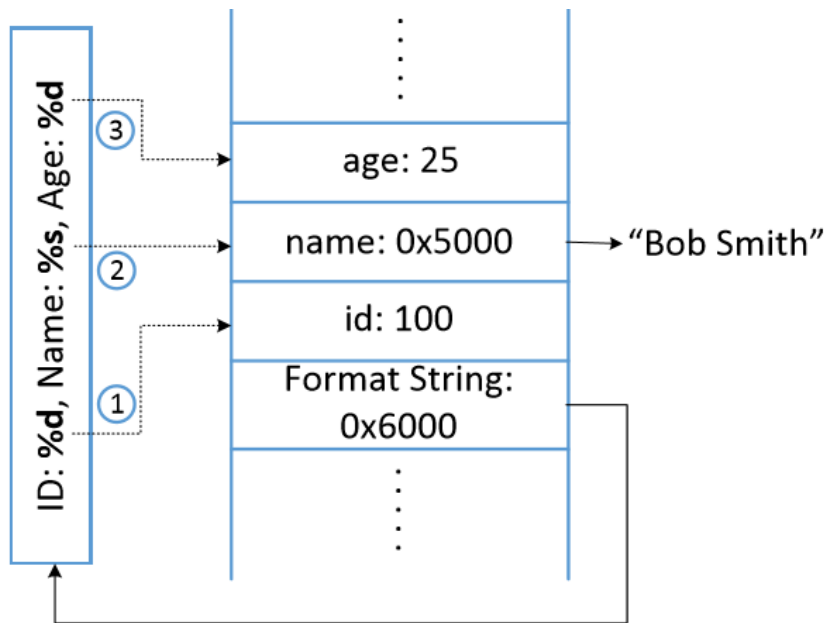 ID: %d, Name: %s, Age: %d
3
2
1
age: 25
name: 0x5000
"Bob Smith"
id: 100
Format String:
0x6000